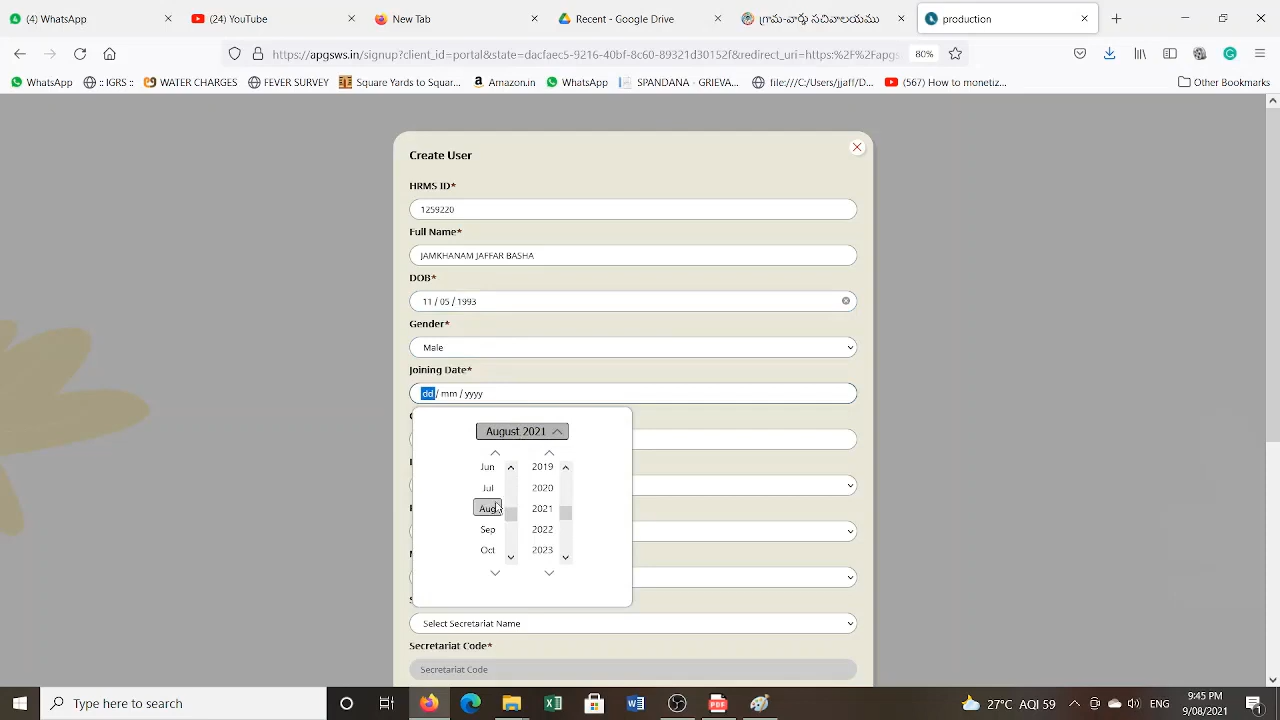 (4) WhatsApp
(24) YouTube
New Tab
Recent - Google Drive
గ్రామ-వార్డు సచివాలయము
production
https://apgsws.in/signup?client_id=portal&state=dacfaec5-9216-40bf-8c60-89321d30152f&redirect_uri=https:%2F%2Fapgs
80%
WhatsApp
:: IGRS ::
WATER CHARGES
FEVER SURVEY
Square Yards to Squar...
Amazon.in
WhatsApp
SPANDANA - GRIEVA...
file:///C:/Users/jaff/D...
(567) How to monetiz...
Other Bookmarks
Create User
HRMS ID*
1259220
Full Name*
JAMKHANAM JAFFAR BASHA
DOB*
11 / 05 / 1993
Gender*
Male
Joining Date*
dd / mm / yyyy
August 2021
Jun 2019
Jul 2020
Aug 2021
Sep 2022
Oct 2023
Select Secretariat Name
Secretariat Code*
Secretariat Code
Type here to search
PDF
27°C AQI 59
ENG
9:45 PM
9/08/2021
1